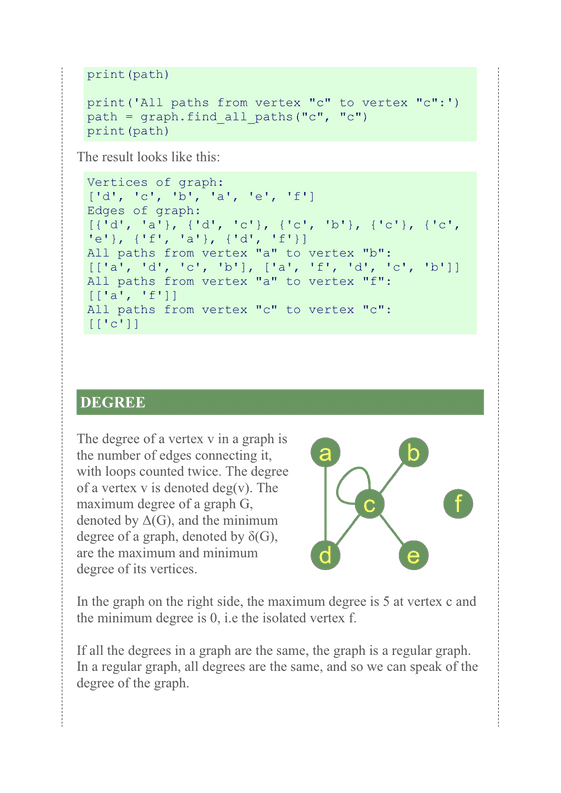 print(path)
print('All paths from vertex "c" to vertex "c":')
path = graph.find_all_paths("c", "c")
print(path)
The result looks like this:
Vertices of graph:
['d', 'c', 'b', 'a', 'e', 'f']
Edges of graph:
[{'d', 'a'}, {'d', 'c'}, {'c', 'b'}, {'c'}, {'c',
'e'}, {'f', 'a'}, {'d', 'f'}]
All paths from vertex "a" to vertex "b":
[['a', 'd', 'c', 'b'], ['a', 'f', 'd', 'c', 'b']]
All paths from vertex "a" to vertex "f":
[['a', 'f']]
All paths from vertex "c" to vertex "c":
[['c']]
DEGREE
The degree of a vertex v in a graph is
the number of edges connecting it,
with loops counted twice. The degree
of a vertex v is denoted deg(v). The
maximum degree of a graph G,
denoted by Δ(G), and the minimum
degree of a graph, denoted by δ(G),
are the maximum and minimum
degree of its vertices.
a b
c f
d e
In the graph on the right side, the maximum degree is 5 at vertex c and
the minimum degree is 0, i.e the isolated vertex f.
If all the degrees in a graph are the same, the graph is a regular graph.
In a regular graph, all degrees are the same, and so we can speak of the
degree of the graph.